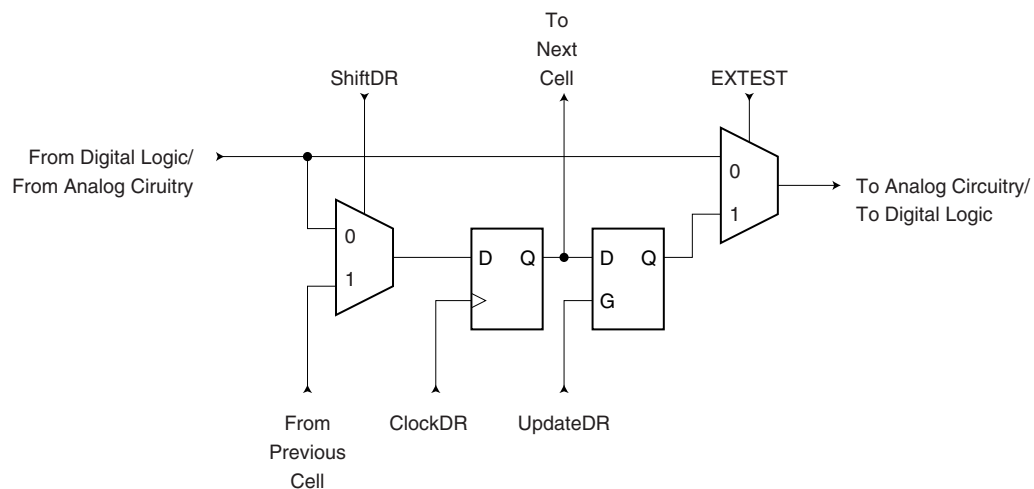 To
Next
Cell
ShiftDR
EXTEST
From Digital Logic/
From Analog Ciruitry
0
1
To Analog Circuitry/
To Digital Logic
0
1
D Q
D Q
G
From
Previous
Cell
ClockDR
UpdateDR